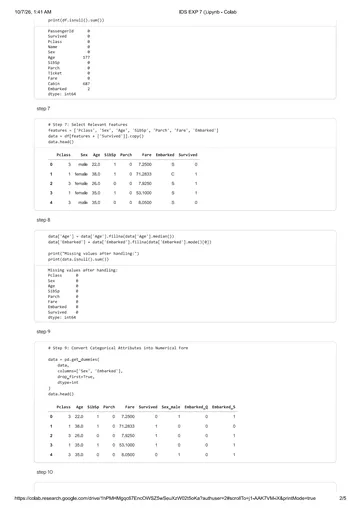 10/7/26, 1:41 AM IDS EXP 7 (1.ipynb - Colab
print(df.isnull().sum())
PassengerId 0
Survived 0
Pclass 0
Name 0
Sex 0
Age 177
SibSp 0
Parch 0
Ticket 0
Fare 0
Cabin 687
Embarked 2
dtype: int64
step 7
# Step 7: Select Relevant Features
features = ['Pclass', 'Sex', 'Age', 'SibSp', 'Parch', 'Fare', 'Embarked']
data = df[features + ['Survived']].copy()
data.head()
Pclass Sex Age SibSp Parch Fare Embarked Survived
0 3 male 22.0 1 0 7.2500 S 0
1 1 female 38.0 1 0 71.2833 C 1
2 3 female 26.0 0 0 7.9250 S 1
3 1 female 35.0 1 0 53.1000 S 1
4 3 male 35.0 0 0 8.0500 S 0
step 8
data['Age'] = data['Age'].fillna(data['Age'].median())
data['Embarked'] = data['Embarked'].fillna(data['Embarked'].mode()[0])
print("Missing values after handling:")
print(data.isnull().sum())
Missing values after handling:
Pclass 0
Sex 0
Age 0
SibSp 0
Parch 0
Fare 0
Embarked 0
Survived 0
dtype: int64
step 9
# Step 9: Convert Categorical Attributes into Numerical Form
data = pd.get_dummies(
data,
columns=['Sex', 'Embarked'],
drop_first=True,
dtype=int
)
data.head()
Pclass Age SibSp Parch Fare Survived Sex_male Embarked_Q Embarked_S
0 3 22.0 1 0 7.2500 0 1 0 1
1 1 38.0 1 0 71.2833 1 0 0 0
2 3 26.0 0 0 7.9250 1 0 0 1
3 1 35.0 1 0 53.1000 1 0 0 1
4 3 35.0 0 0 8.0500 0 1 0 1
step 10
2/5